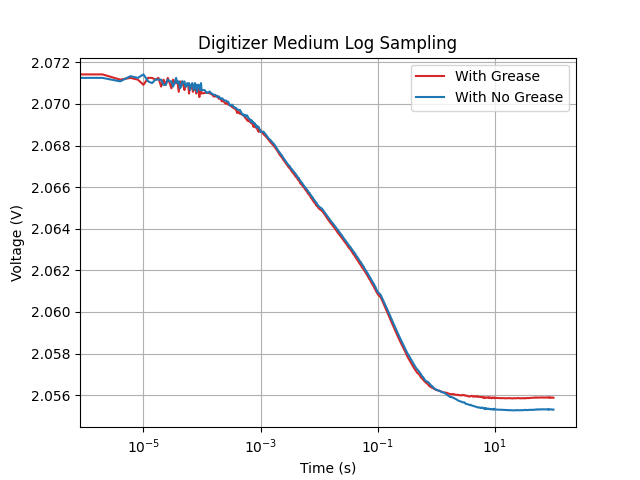 Digitizer Medium Log Sampling
With Grease
With No Grease
2.072
2.070
2.068
2.066
2.064
2.062
2.060
2.058
2.056
Voltage (V)
10⁻⁵
10⁻³
10⁻¹
10¹
Time (s)